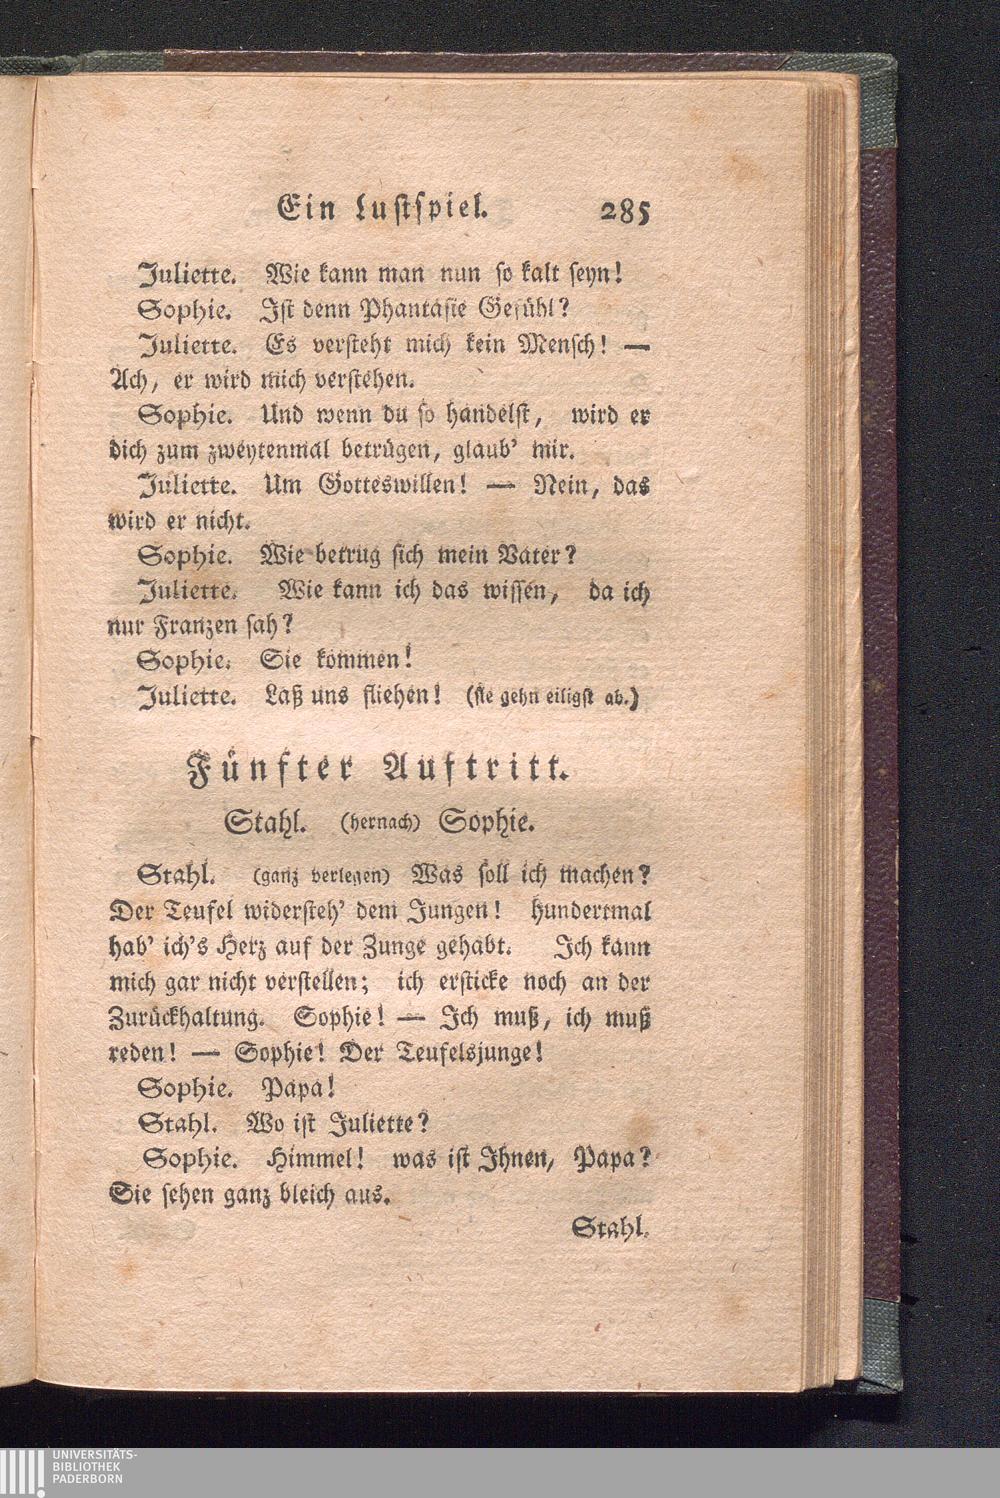 Ein Lustspiel. 285
Juliette. Wie kann man nun so kalt seyn!
Sophie. Ist denn Phantasie Gefühl?
Juliette. Es versteht mich kein Mensch! —
Ach, er wird mich verstehen.
Sophie. Und wenn du so handelst, wird er
dich zum zweytenmal betrügen, glaub' mir.
Juliette. Um Gotteswillen! — Nein, das
wird er nicht.
Sophie. Wie betrug sich mein Vater?
Juliette. Wie kann ich das wissen, da ich
nur Franzen sah?
Sophie. Sie kommen!
Juliette. Laß uns fliehen! (sie gehn eiligst ab.)
Fünfter Auftritt.
Stahl. (hernach) Sophie.
Stahl. (ganz verlegen) Was soll ich machen?
Der Teufel widersteh' dem Jungen! hundertmal
hab' ich's Herz auf der Zunge gehabt. Ich kann
mich gar nicht verstellen; ich ersticke noch an der
Zurückhaltung. Sophie! — Ich muß, ich muß
reden! — Sophie! Der Teufelsjunge!
Sophie. Papa!
Stahl. Wo ist Juliette?
Sophie. Himmel! was ist Ihnen, Papa?
Sie sehen ganz bleich aus.
Stahl.
UNIVERSITÄTS-
BIBLIOTHEK
PADERBORN